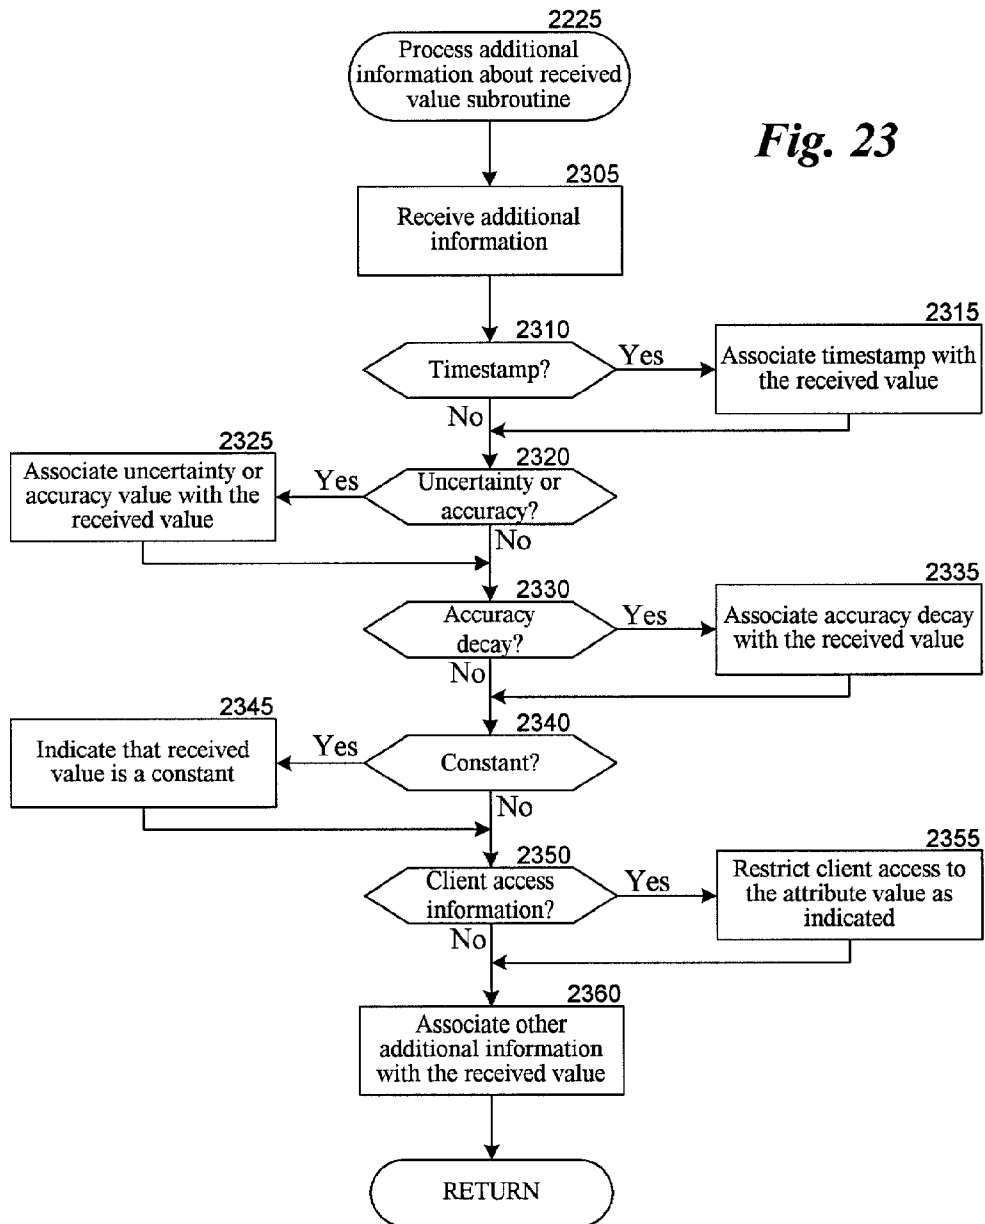 2225
Process additional
information about received
value subroutine
Fig. 23
2305
Receive additional
information
2310
Timestamp?
Yes
2315
Associate timestamp with
the received value
No
2325
Associate uncertainty or
accuracy value with the
received value
Yes
2320
Uncertainty or
accuracy?
No
2330
Accuracy
decay?
Yes
2335
Associate accuracy decay
with the received value
No
2345
Indicate that received
value is a constant
Yes
2340
Constant?
No
2350
Client access
information?
Yes
2355
Restrict client access to
the attribute value as
indicated
No
2360
Associate other
additional information
with the received value
RETURN